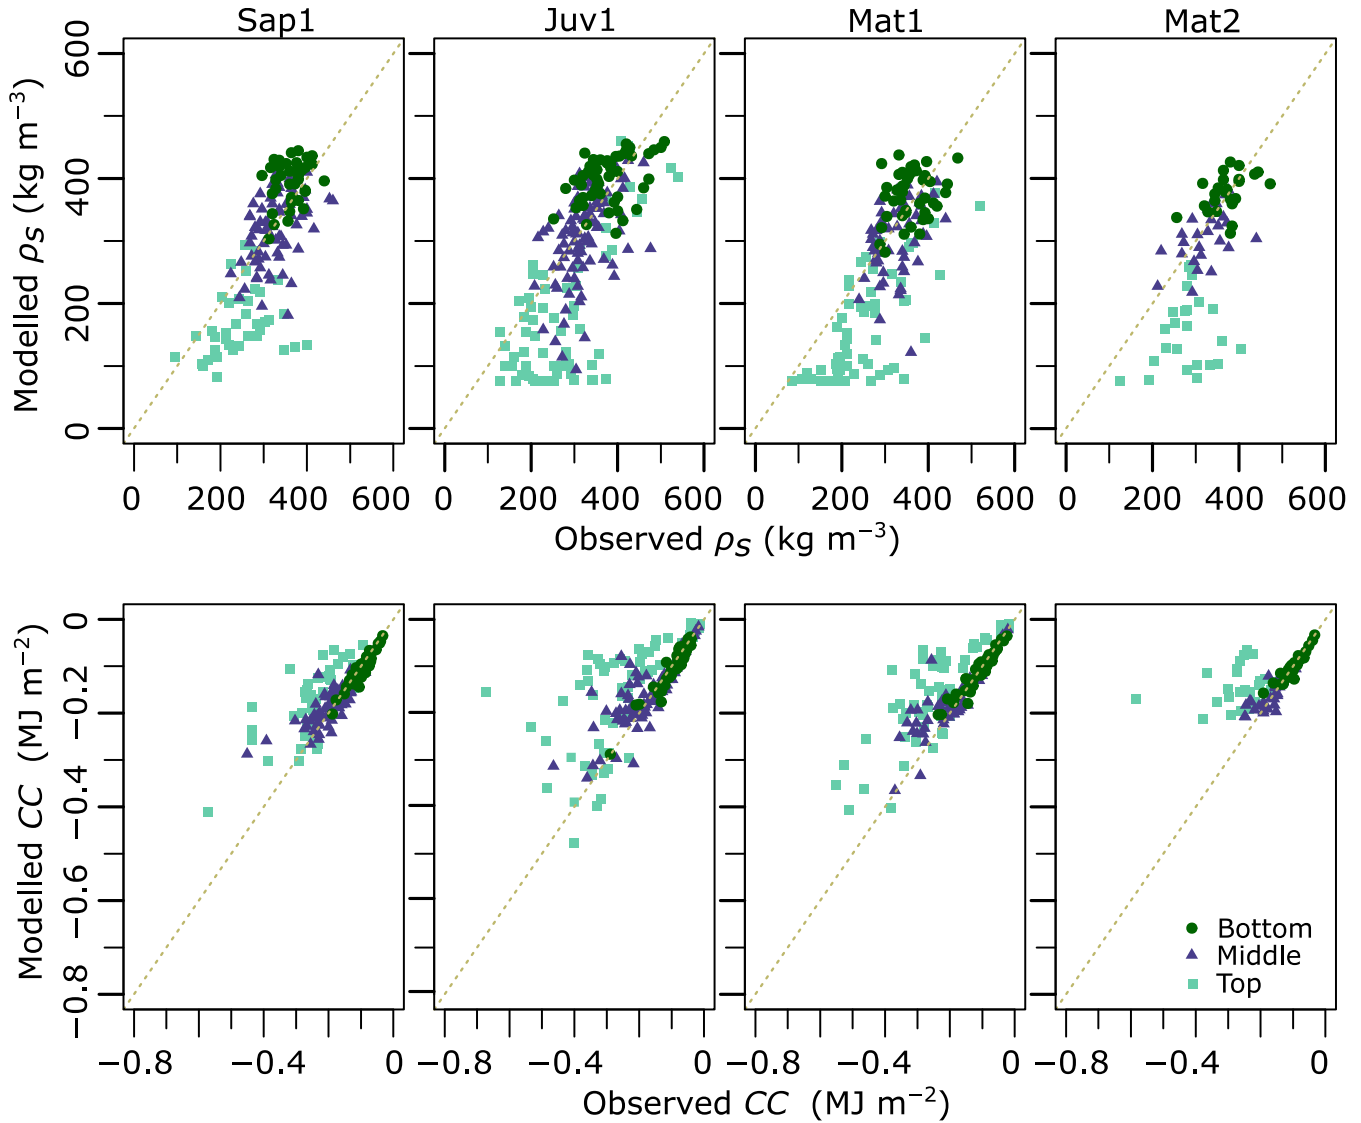 Sap1 Juv1 Mat1 Mat2
Modelled ρS (kg m−3)
600
400
200
0
0 200 400 600 0 200 400 600 0 200 400 600 0 200 400 600
Observed ρS (kg m−3)
Modelled CC (MJ m−2)
0
−0.2
−0.4
−0.6
−0.8
Bottom
Middle
Top
−0.8 −0.4 0 −0.8 −0.4 0 −0.8 −0.4 0 −0.8 −0.4 0
Observed CC (MJ m−2)